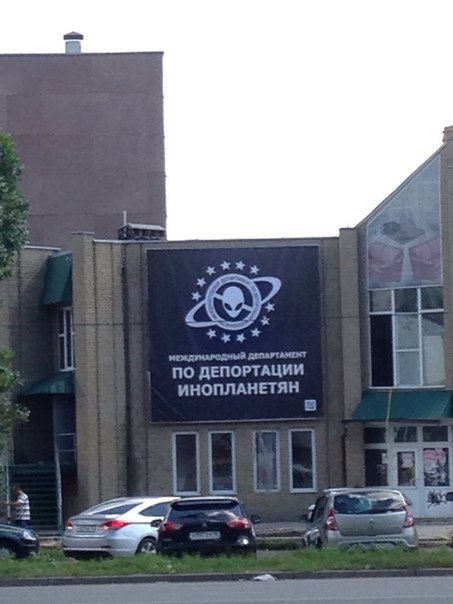 МЕЖДУНАРОДНЫЙ ДЕПАРТАМЕНТ
ПО ДЕПОРТАЦИИ
ИНОПЛАНЕТЯН